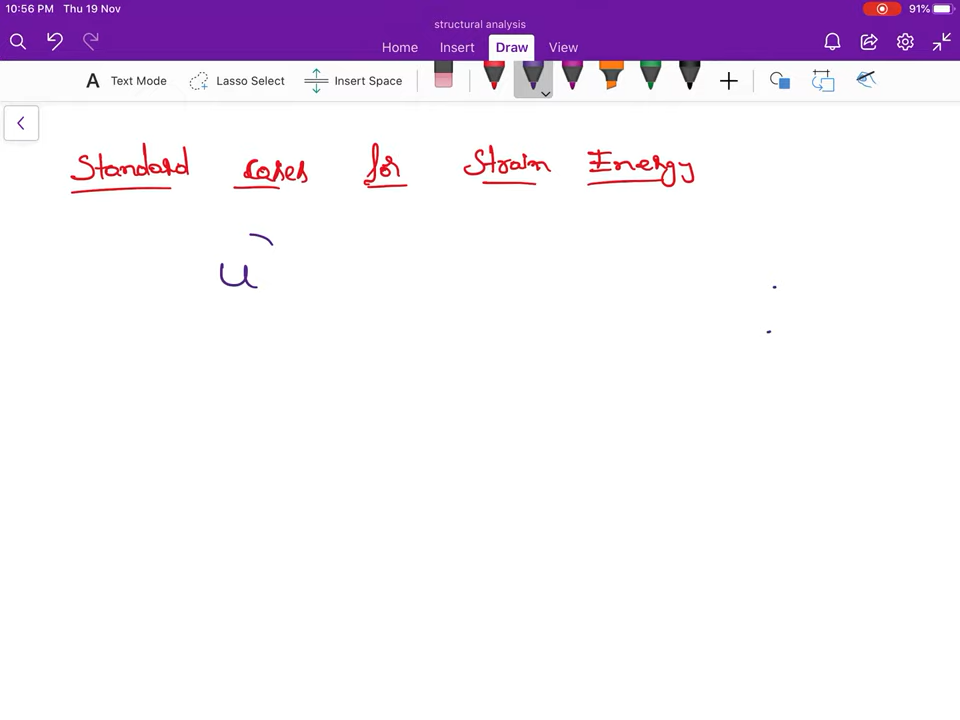 10:56 PM Thu 19 Nov 91%
structural analysis
Home Insert Draw View
A Text Mode Lasso Select Insert Space
Standard cases for Strain Energy
u